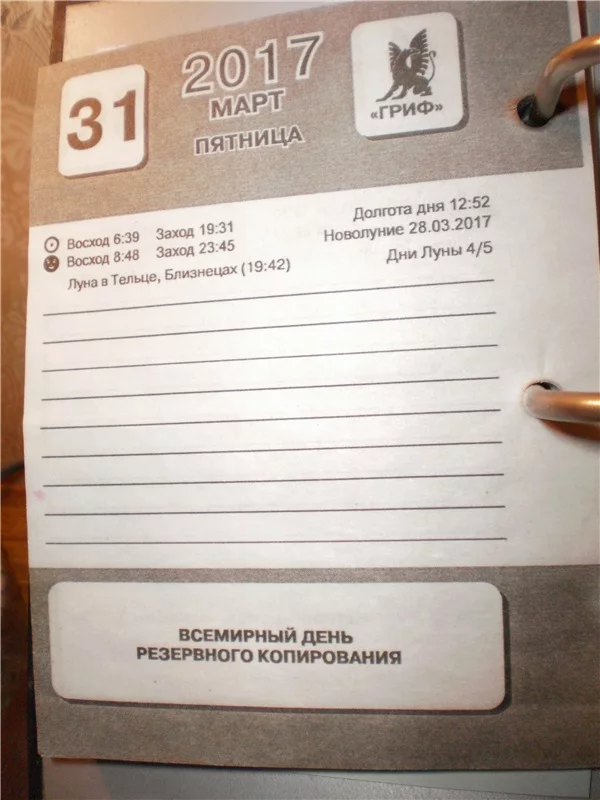 31
2017
МАРТ
ПЯТНИЦА
«ГРИФ»
Восход 6:39 Заход 19:31
Восход 8:48 Заход 23:45
Луна в Тельце, Близнецах (19:42)
Долгота дня 12:52
Новолуние 28.03.2017
Дни Луны 4/5
ВСЕМИРНЫЙ ДЕНЬ
РЕЗЕРВНОГО КОПИРОВАНИЯ